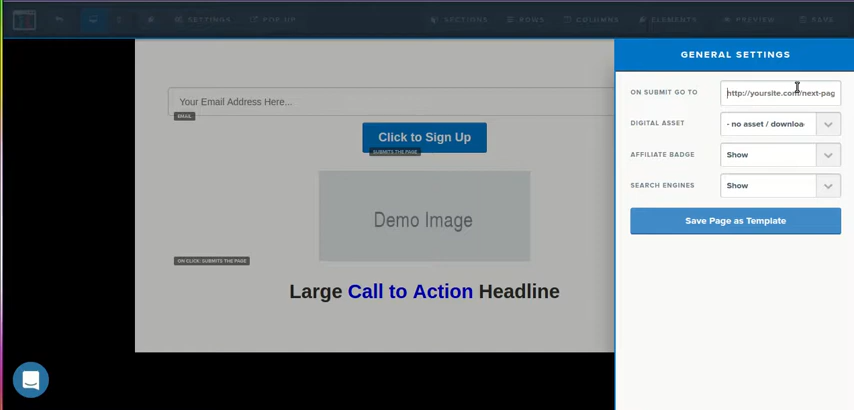 SETTINGS
POP UP
SECTIONS
ROWS
COLUMNS
ELEMENTS
PREVIEW
SAVE
GENERAL SETTINGS
ON SUBMIT GO TO
http://yoursite.com/next-pag
DIGITAL ASSET
- no asset / downloa
AFFILIATE BADGE
Show
SEARCH ENGINES
Show
Save Page as Template
Your Email Address Here...
EMAIL
Click to Sign Up
SUBMITS THE PAGE
Demo Image
ON CLICK: SUBMITS THE PAGE
Large Call to Action Headline